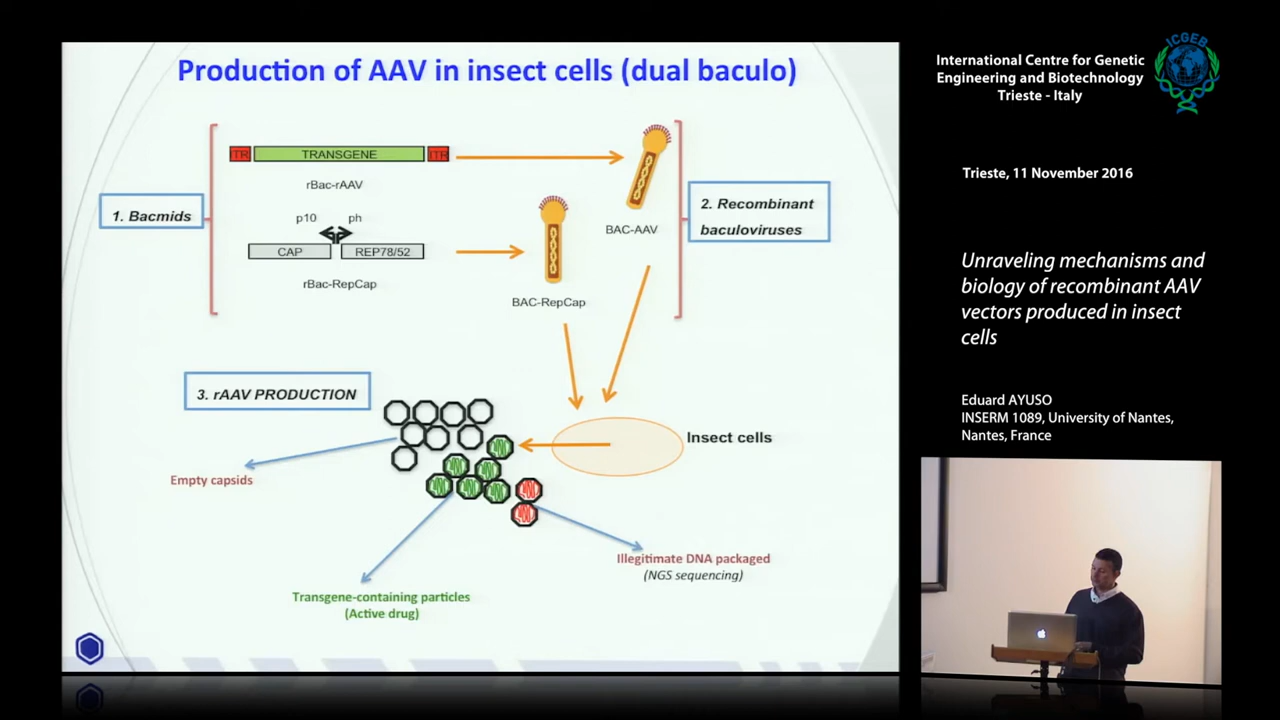 Production of AAV in insect cells (dual baculo)
ITR TRANSGENE ITR
rBac-rAAV
1. Bacmids
p10 ph
CAP REP78/52
rBac-RepCap
BAC-RepCap
BAC-AAV
2. Recombinant
baculoviruses
3. rAAV PRODUCTION
Insect cells
Empty capsids
Illegitimate DNA packaged
(NGS sequencing)
Transgene-containing particles
(Active drug)
International Centre for Genetic
Engineering and Biotechnology
Trieste - Italy
ICGEB
Trieste, 11 November 2016
Unraveling mechanisms and
biology of recombinant AAV
vectors produced in insect
cells
Eduard AYUSO
INSERM 1089, University of Nantes,
Nantes, France